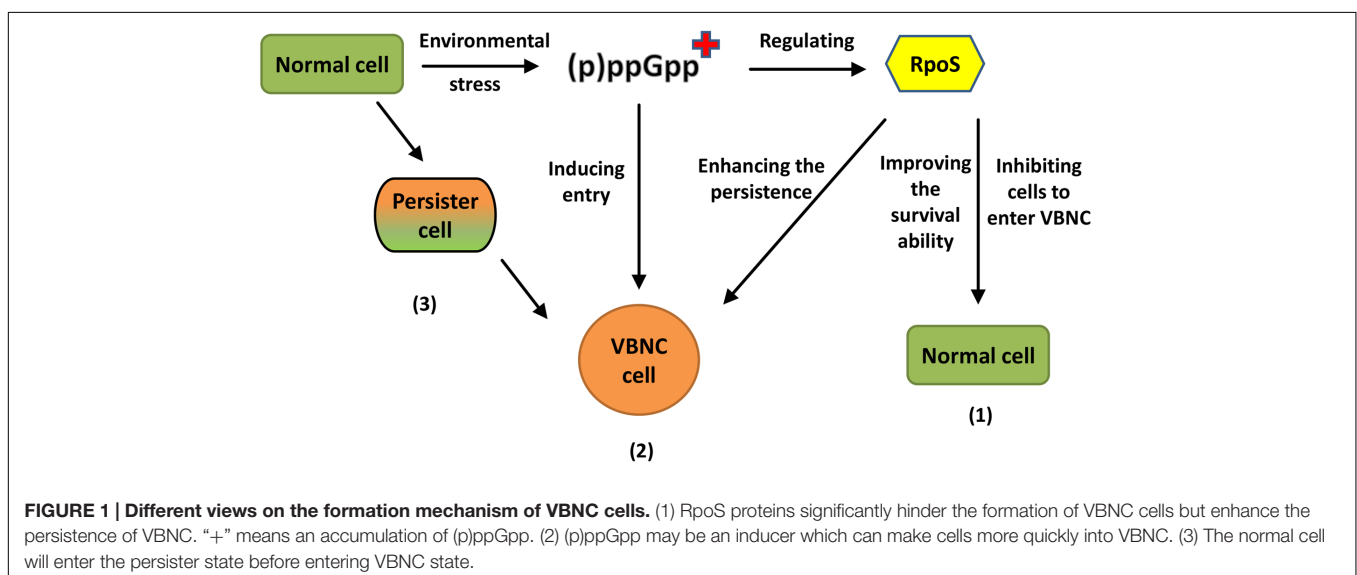 Normal cell
Environmental
stress
(p)ppGpp
Regulating
RpoS
Persister
cell
(3)
Inducing
entry
Enhancing the
persistence
Improving
the
survival
ability
Inhibiting
cells to
enter VBNC
VBNC
cell
(2)
Normal cell
(1)
FIGURE 1 | Different views on the formation mechanism of VBNC cells. (1) RpoS proteins significantly hinder the formation of VBNC cells but enhance the
persistence of VBNC. “+” means an accumulation of (p)ppGpp. (2) (p)ppGpp may be an inducer which can make cells more quickly into VBNC. (3) The normal cell
will enter the persister state before entering VBNC state.